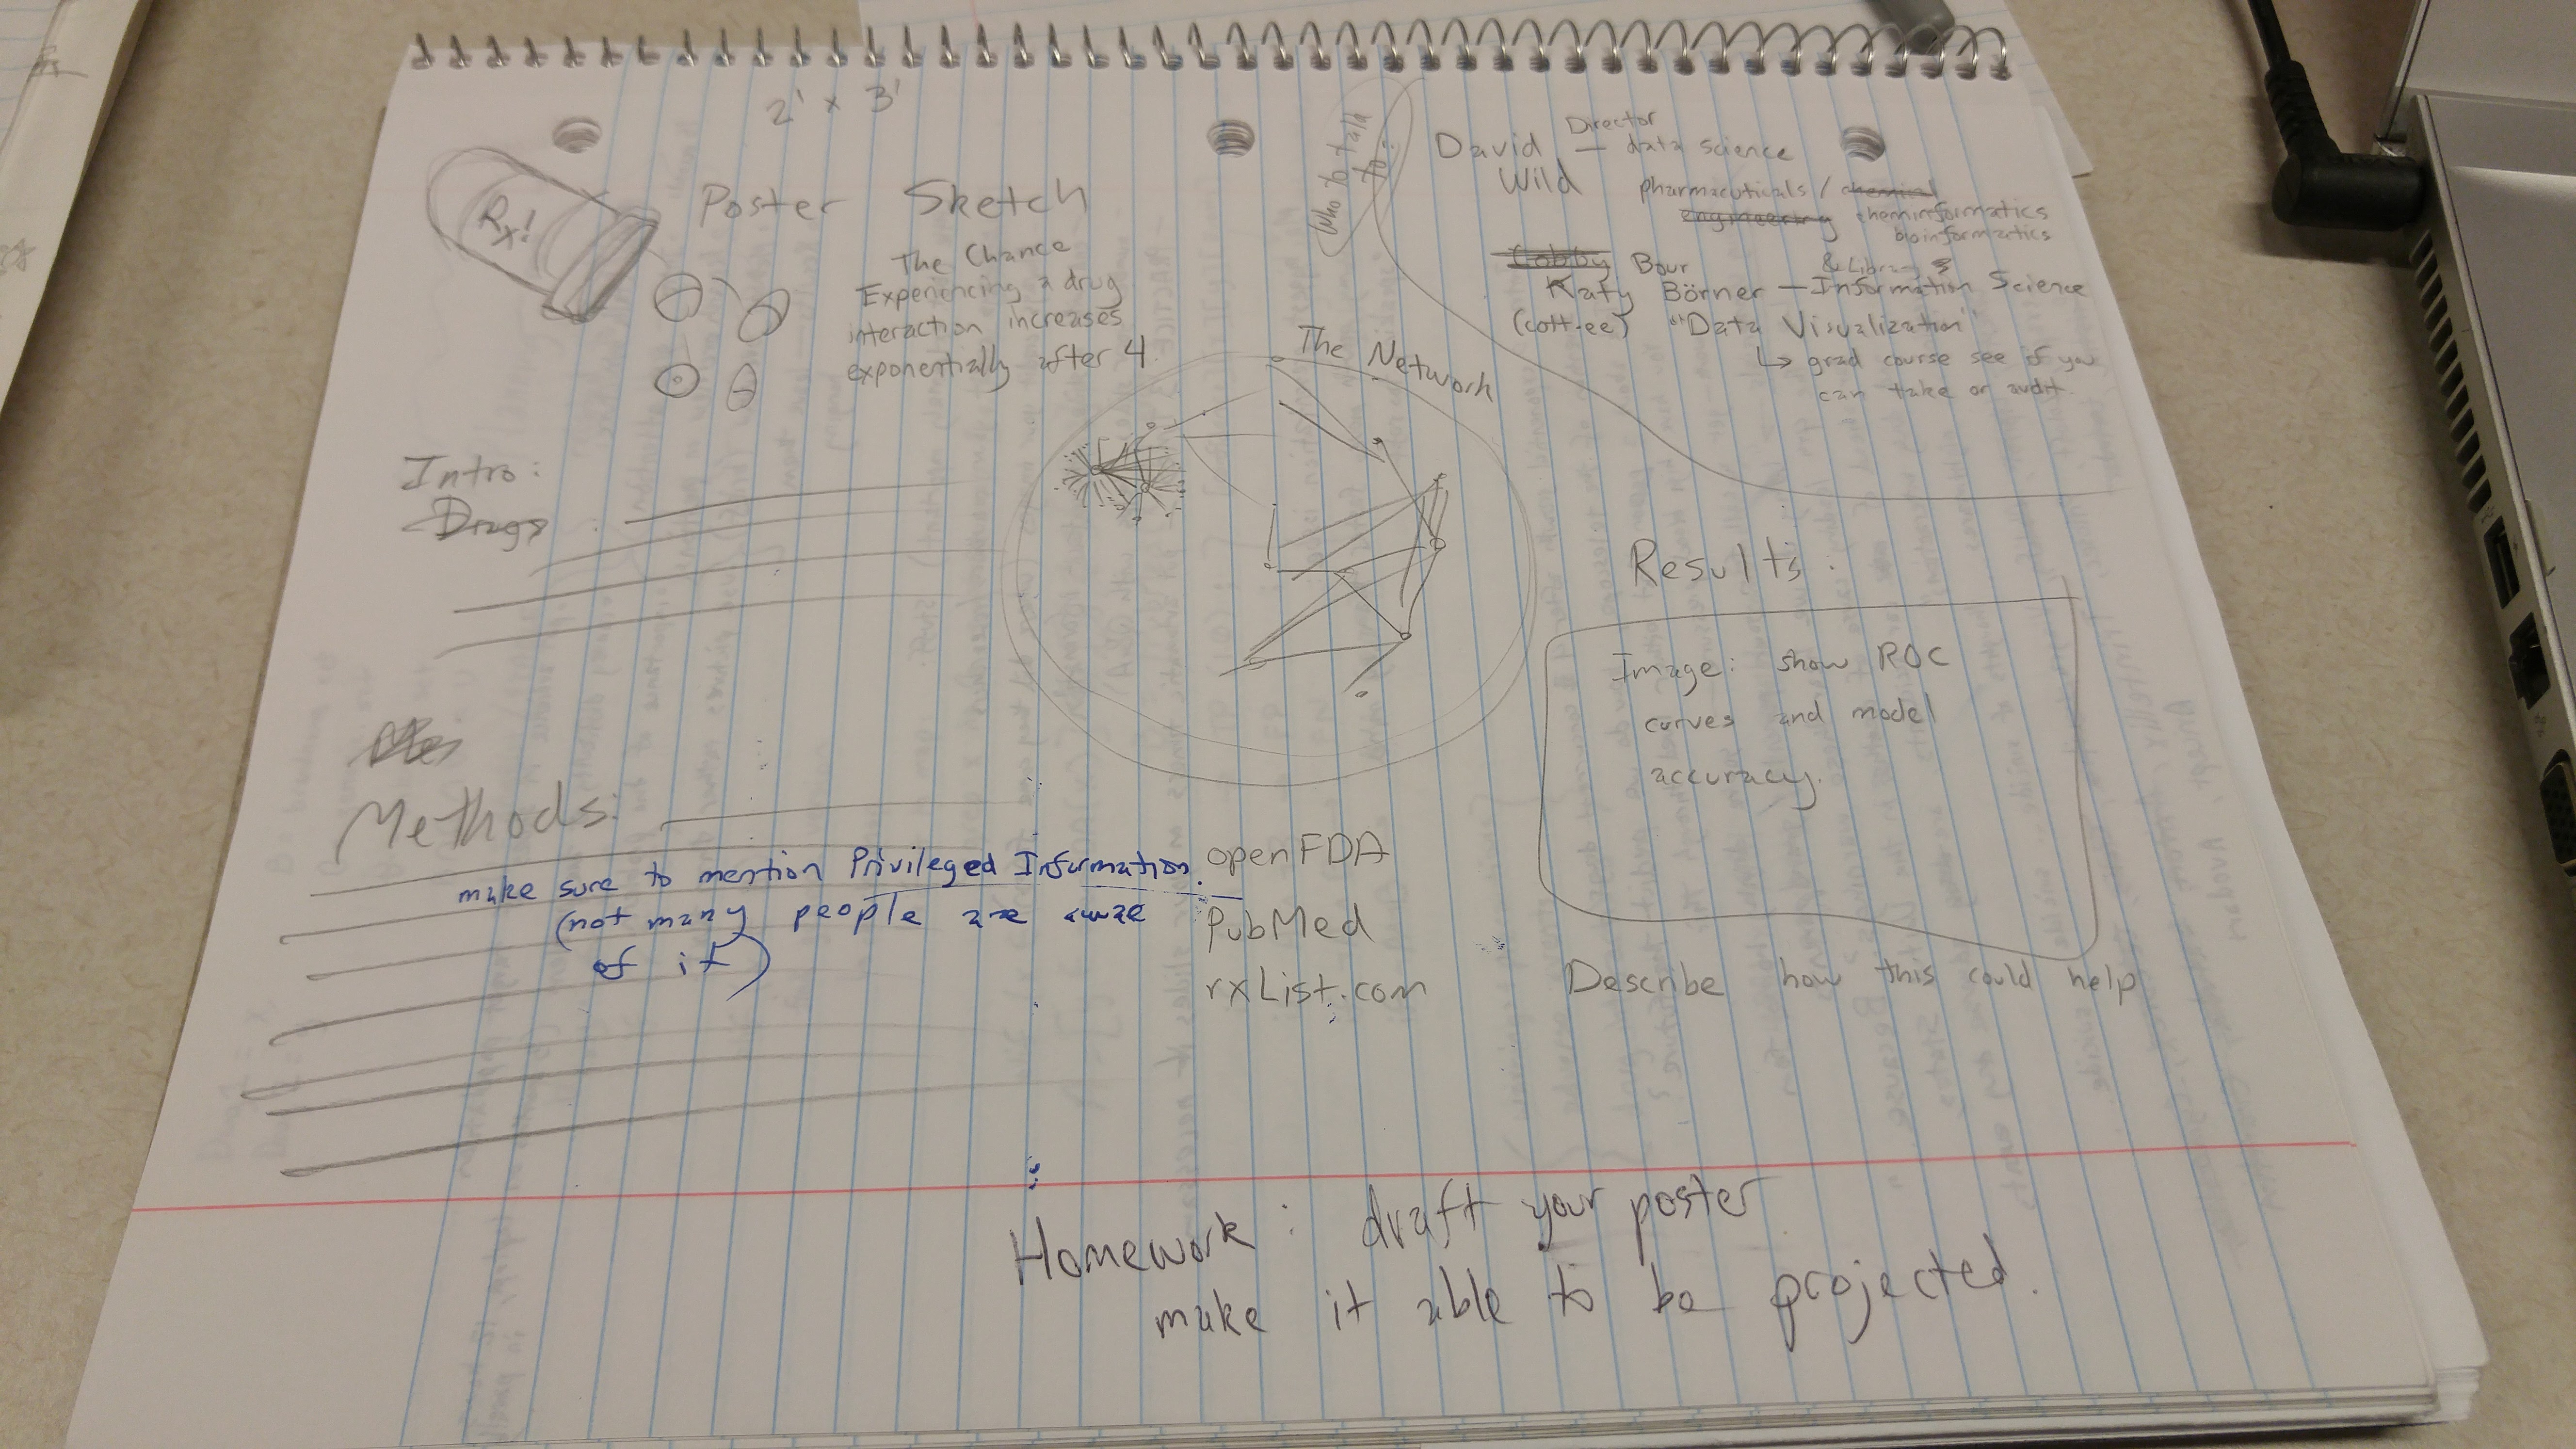 2' x 3'
Rx!
Poster Sketch
The Chance
Experiencing a drug
interaction increases
exponentially after 4
Who to talk
to:
Director
David — data science
Wild
pharmacuticals / chemical
engineering cheminformatics
bioinformatics
Bour
& Library
Katy Börner — Information Science
(cott-ee) "Data Visualization"
↳ grad course see if you
can take or audit
The Network
Intro:
Drugs
Results:
Image: show ROC
curves and model
accuracy.
Describe how this could help
Methods:
make sure to mention Privileged Information.
(not many people are aware
of it)
openFDA
PubMed
rxList.com
Homework: draft your poster
make it able to be projected.